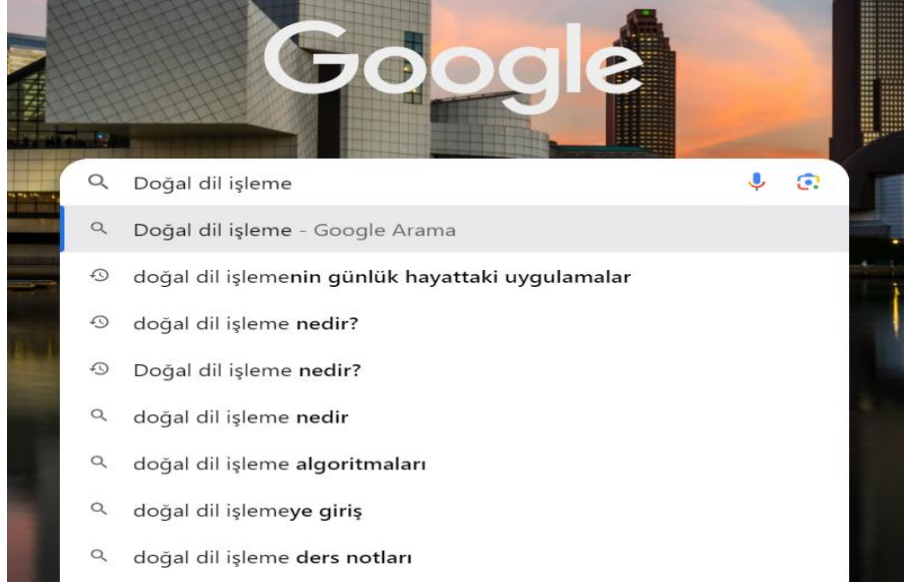 Google
Doğal dil işleme
Doğal dil işleme - Google Arama
doğal dil işlemenin günlük hayattaki uygulamalar
doğal dil işleme nedir?
Doğal dil işleme nedir?
doğal dil işleme nedir
doğal dil işleme algoritmaları
doğal dil işlemeye giriş
doğal dil işleme ders notları